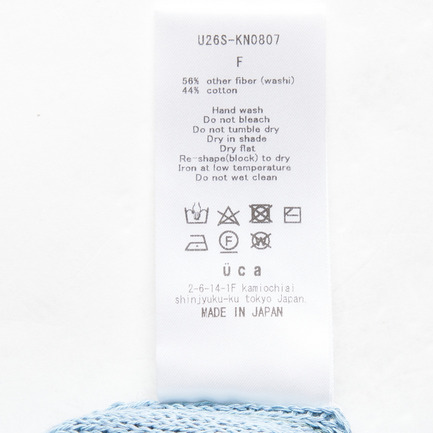 U26S-KN0807
F
56% other fiber (washi)
44% cotton
Hand wash
Do not bleach
Do not tumble dry
Dry in shade
Dry flat
Re-shape(block) to dry
Iron at low temperature
Do not wet clean
F W
üca
2-6-14-1F kamiochiai
shinjyuku-ku tokyo Japan.
MADE IN JAPAN